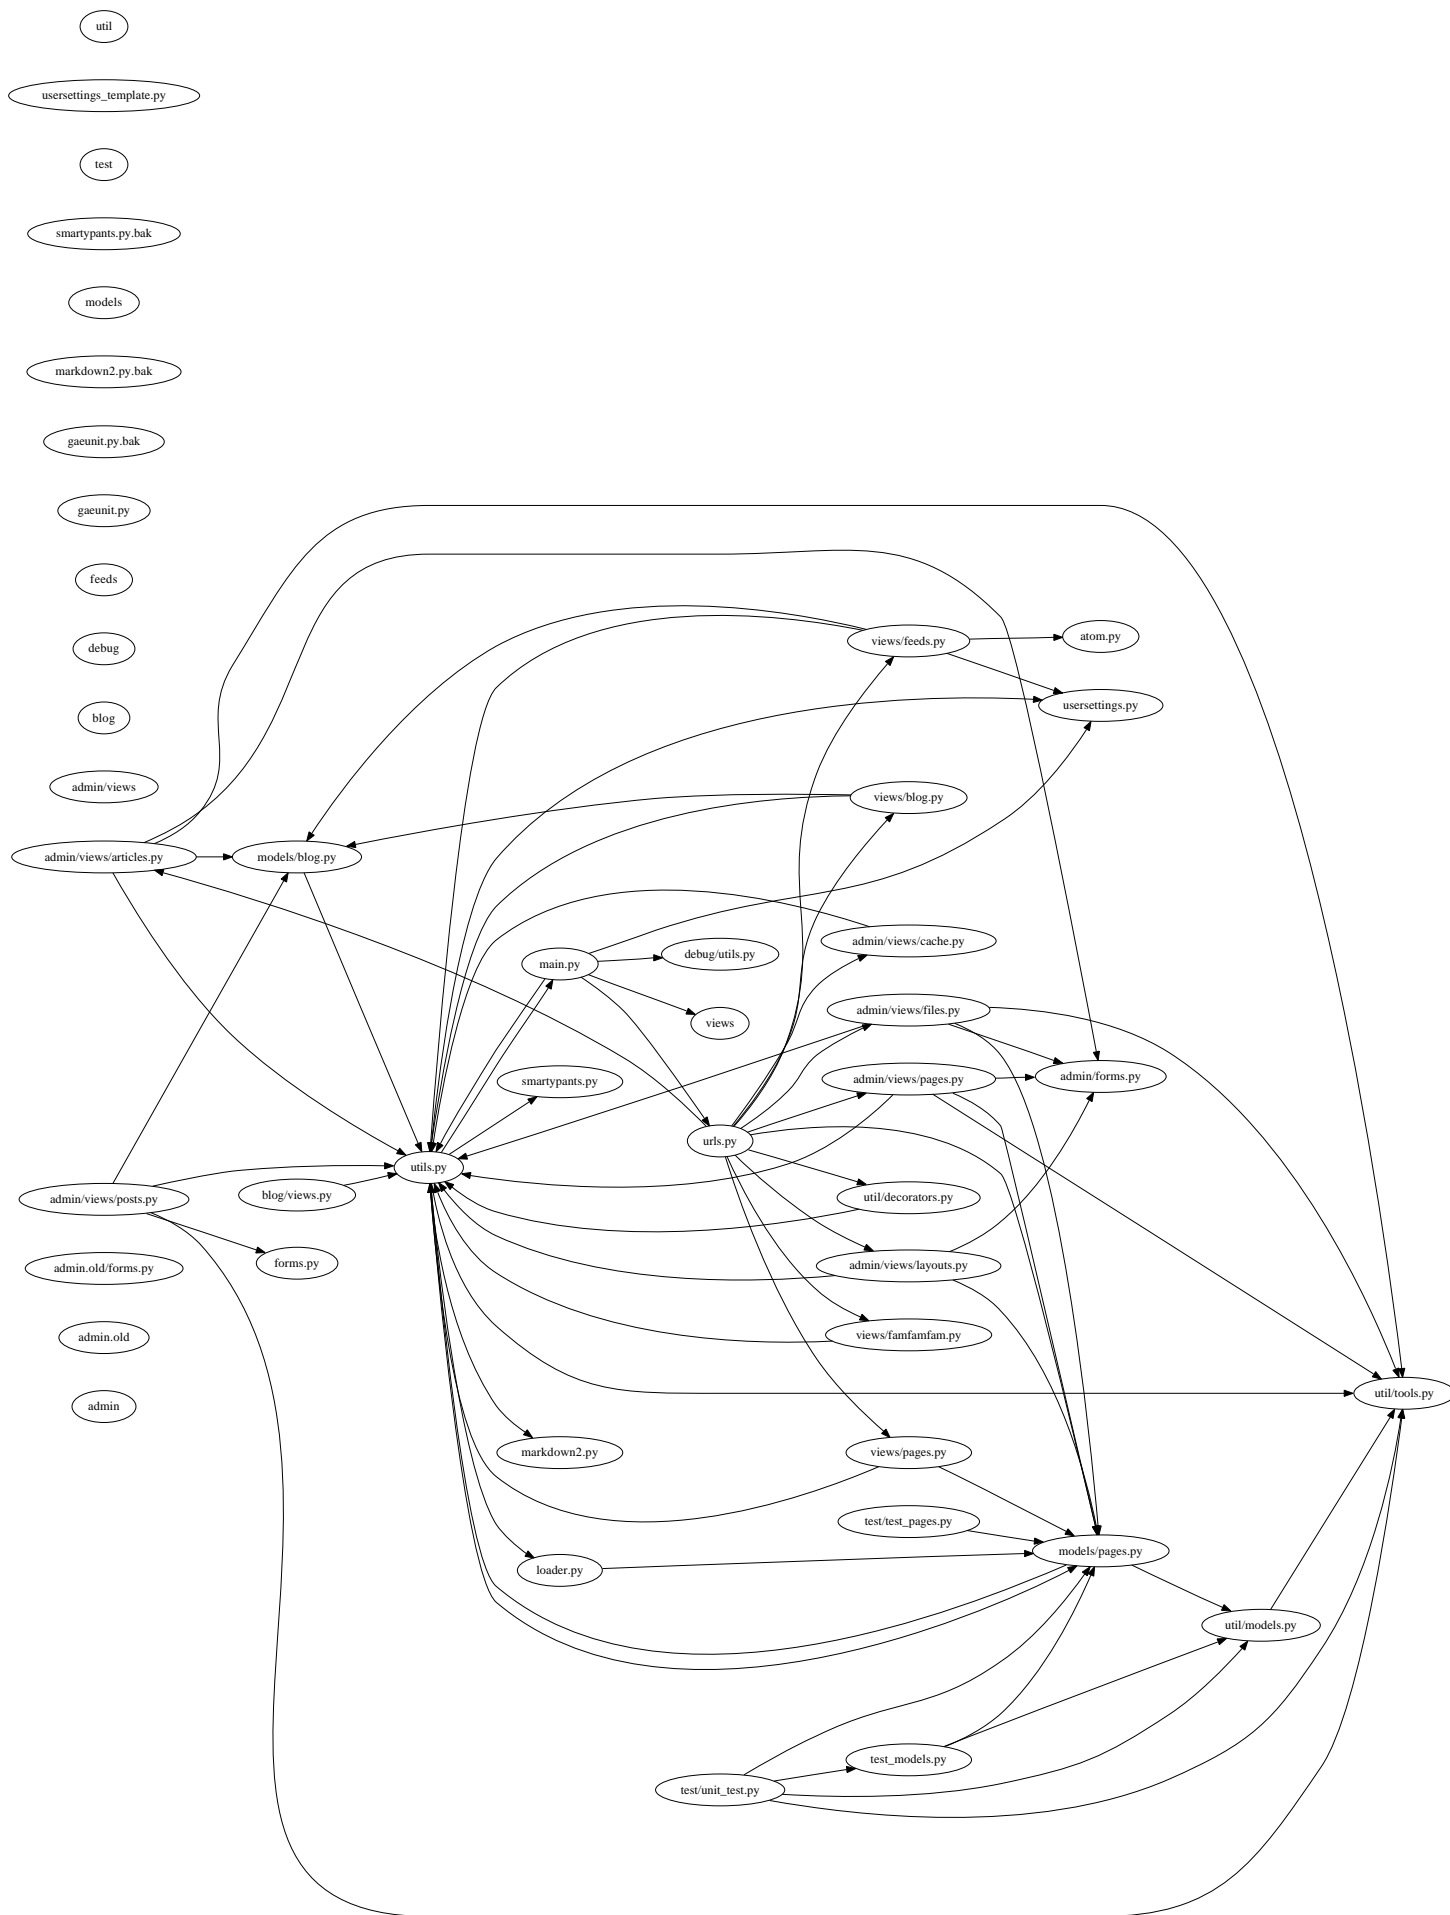 util
usersettings_template.py
test
smartypants.py.bak
models
markdown2.py.bak
gaeunit.py.bak
gaeunit.py
feeds
debug
blog
admin/views
admin/views/articles.py
admin/views/posts.py
admin.old/forms.py
admin.old
admin
models/blog.py
blog/views.py
forms.py
utils.py
main.py
smartypants.py
markdown2.py
loader.py
debug/utils.py
views
urls.py
test/unit_test.py
views/feeds.py
views/blog.py
admin/views/cache.py
admin/views/files.py
admin/views/pages.py
util/decorators.py
admin/views/layouts.py
views/famfamfam.py
views/pages.py
test/test_pages.py
test_models.py
atom.py
usersettings.py
admin/forms.py
models/pages.py
util/models.py
util/tools.py